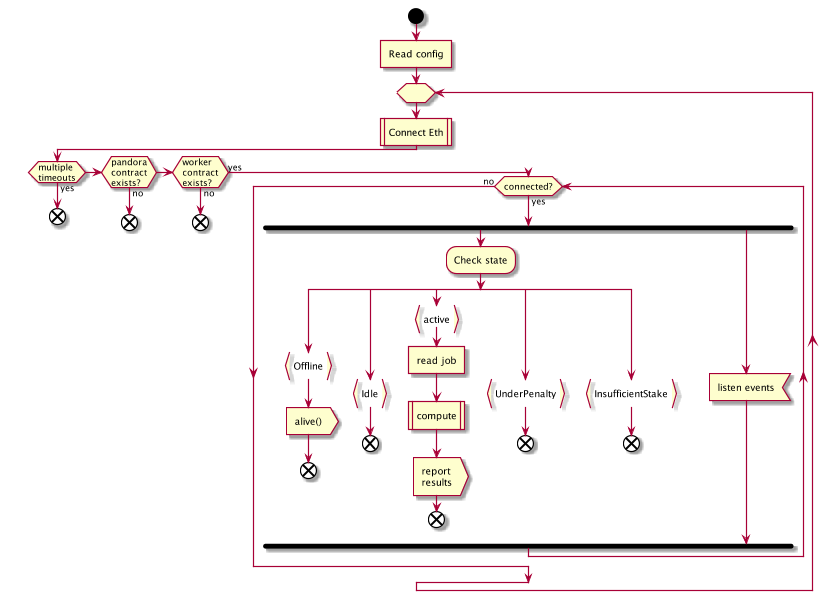 Read config
Connect Eth
multiple
timeouts
yes
pandora
contract
exists?
no
worker
contract
exists?
yes
no
no
connected?
yes
Check state
Offline
alive()
Idle
active
read job
compute
report
results
UnderPenalty
InsufficientStake
listen events